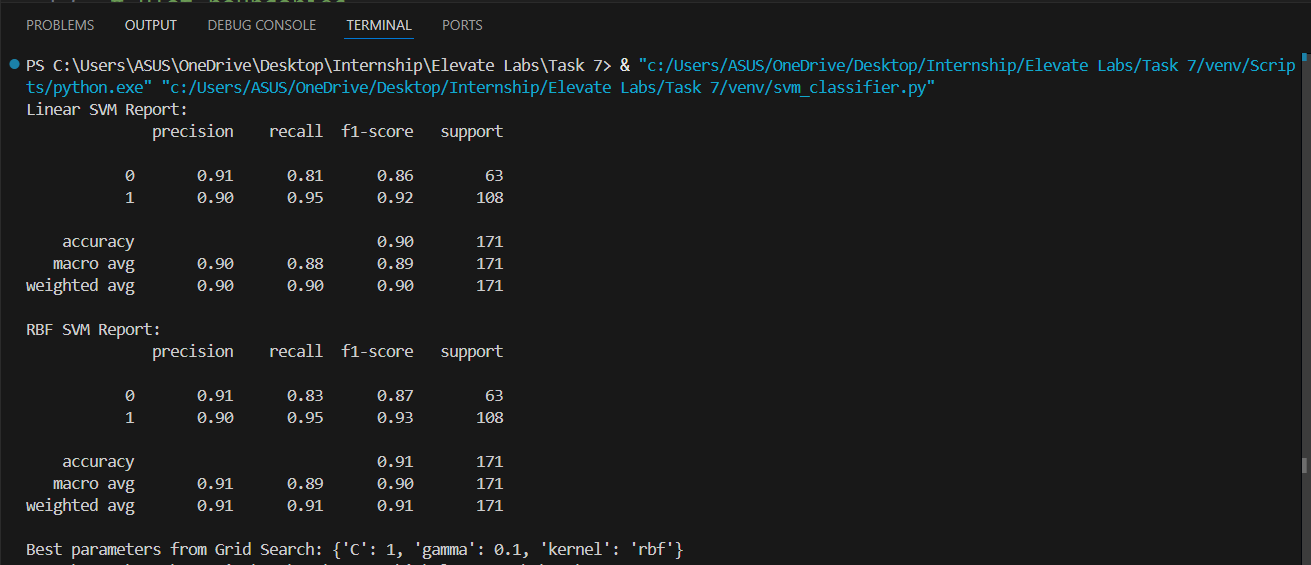 PROBLEMS OUTPUT DEBUG CONSOLE TERMINAL PORTS
PS C:\Users\ASUS\OneDrive\Desktop\Internship\Elevate Labs\Task 7> & "c:/Users/ASUS/OneDrive/Desktop/Internship/Elevate Labs/Task 7/venv/Scrip
ts/python.exe" "c:/Users/ASUS/OneDrive/Desktop/Internship/Elevate Labs/Task 7/venv/svm_classifier.py"
Linear SVM Report:
precision recall f1-score support
0 0.91 0.81 0.86 63
1 0.90 0.95 0.92 108
accuracy 0.90 171
macro avg 0.90 0.88 0.89 171
weighted avg 0.90 0.90 0.90 171
RBF SVM Report:
precision recall f1-score support
0 0.91 0.83 0.87 63
1 0.90 0.95 0.93 108
accuracy 0.91 171
macro avg 0.91 0.89 0.90 171
weighted avg 0.91 0.91 0.91 171
Best parameters from Grid Search: {'C': 1, 'gamma': 0.1, 'kernel': 'rbf'}